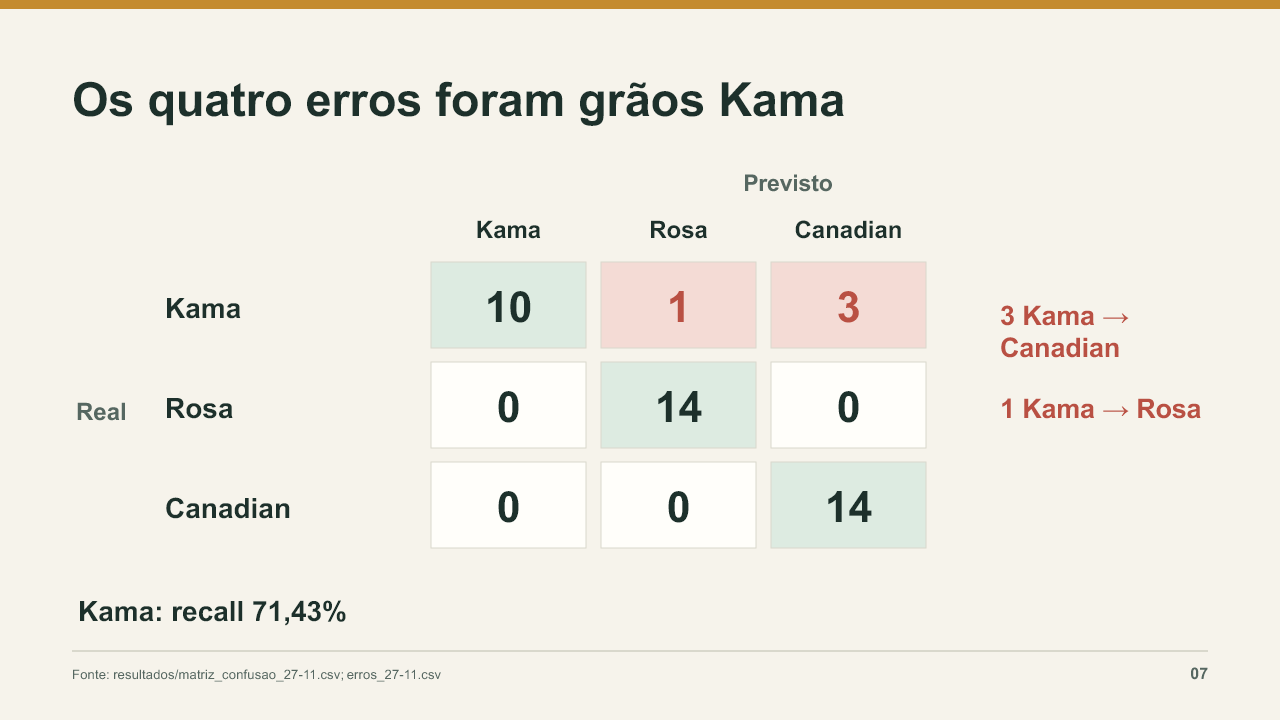 Os quatro erros foram grãos Kama
Previsto
Kama Rosa Canadian
Kama 10 1 3
3 Kama →
Canadian
Real Rosa 0 14 0
1 Kama → Rosa
Canadian 0 0 14
Kama: recall 71,43%
Fonte: resultados/matriz_confusao_27-11.csv; erros_27-11.csv
07